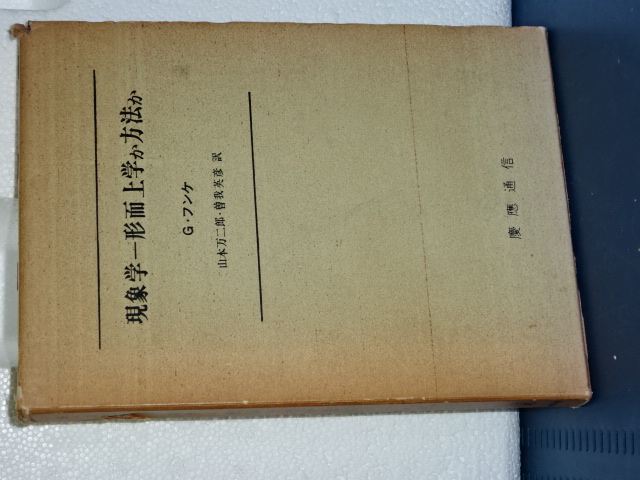 現象学―形而上学か方法か
G・フンケ
山本万二郎・曽我英彦 訳
慶應通信